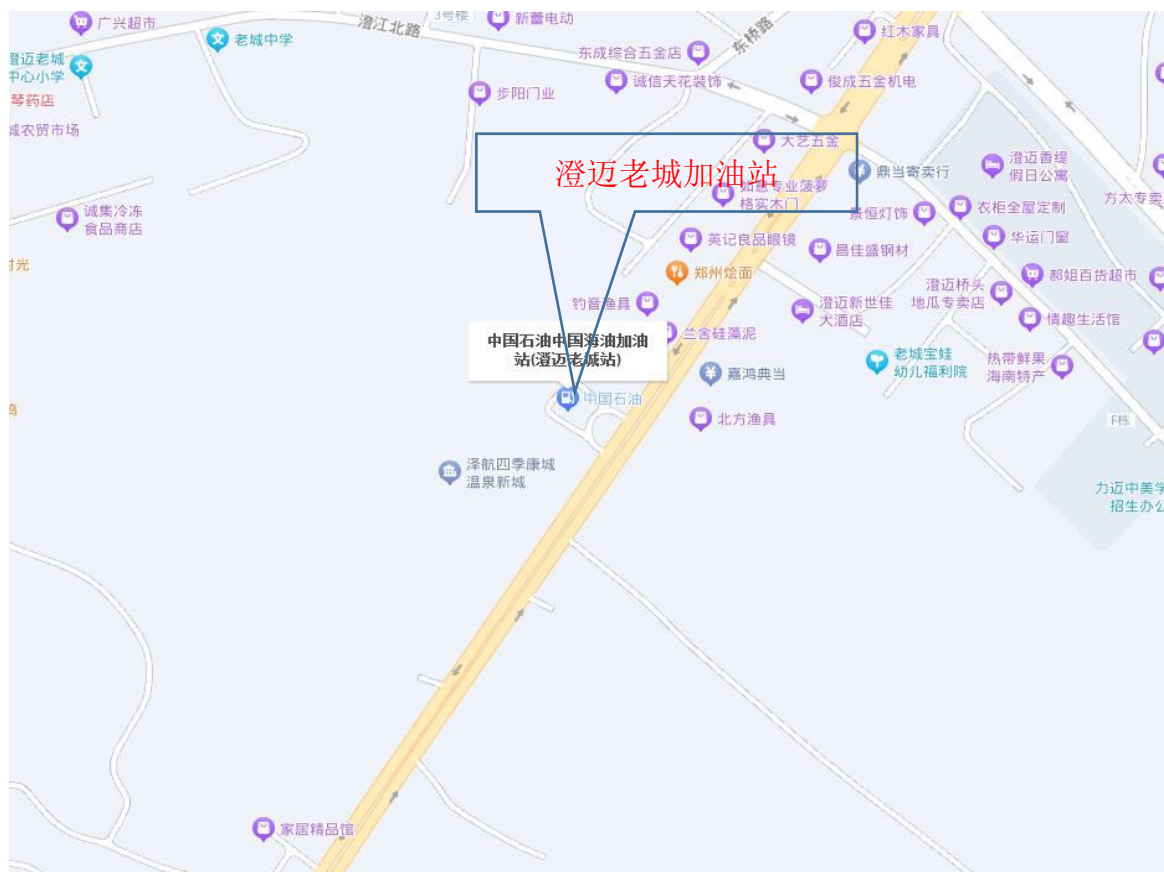 广兴超市
澄江北路
3号楼
新蕾电动
老城中学
东桥路
红木家具
澄迈老城
中心小学
东成综合五金店
诚信天花装饰
俊成五金机电
琴药店
步阳门业
城农贸市场
大艺五金
澄迈老城加油站
鼎当寄卖行
澄迈香缇
假日公寓
如意专业菠萝
格实木门
方太专卖
诚集冷冻
食品商店
景恒灯饰
衣柜全屋定制
英记良品眼镜
昌佳盛钢材
华运门窗
时光
郑州烩面
郝姐百货超市
澄迈桥头
地瓜专卖店
钓音渔具
澄迈新世佳
大酒店
情趣生活馆
兰舍硅藻泥
中国石油中国海油加油
站(澄迈老城站)
老城宝娃
幼儿福利院
热带鲜果
海南特产
嘉鸿典当
中国石油
北方渔具
F栋
泽航四季康城
温泉新城
力迈中美学
招生办公
家居精品馆